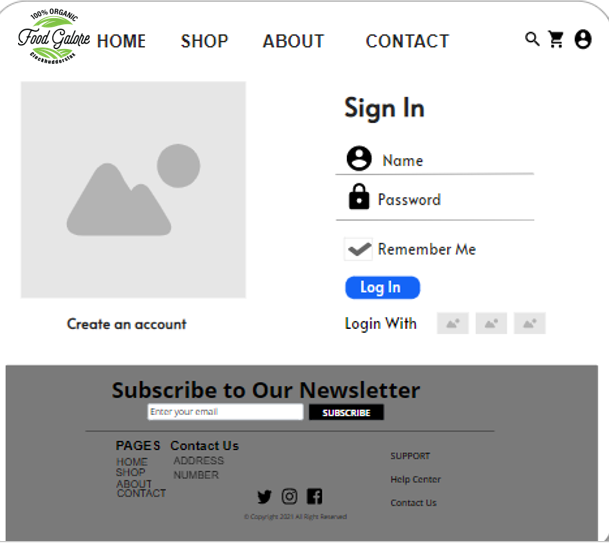 100% ORGANIC
Food Galore
HOME SHOP ABOUT CONTACT
Sign In
Name
Password
Remember Me
Log In
Create an account
Login With
Subscribe to Our Newsletter
Enter your email SUBSCRIBE
PAGES
HOME
SHOP
ABOUT
CONTACT
Contact Us
ADDRESS
NUMBER
SUPPORT
Help Center
Contact Us
© Copyright 2021 All Right Reserved